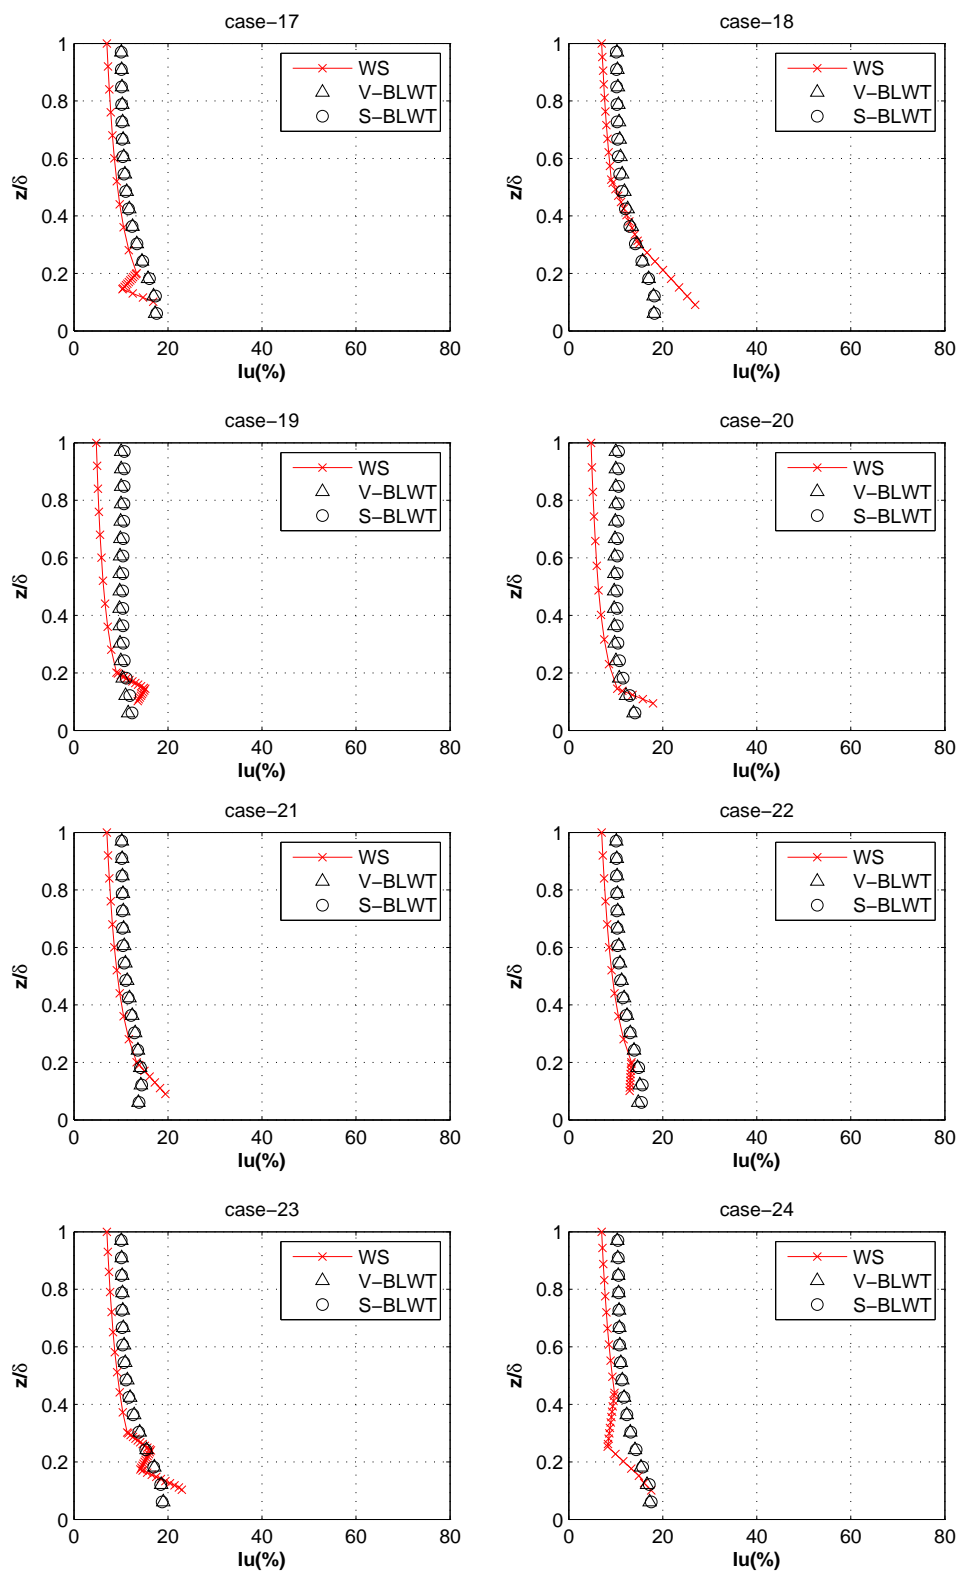 case-17
1
0.8
0.6
0.4
0.2
0
z/δ
WS
V-BLWT
S-BLWT
0 20 40 60 80
Iu(%)
case-18
1
0.8
0.6
0.4
0.2
0
z/δ
WS
V-BLWT
S-BLWT
0 20 40 60 80
Iu(%)
case-19
1
0.8
0.6
0.4
0.2
0
z/δ
WS
V-BLWT
S-BLWT
0 20 40 60 80
Iu(%)
case-20
1
0.8
0.6
0.4
0.2
0
z/δ
WS
V-BLWT
S-BLWT
0 20 40 60 80
Iu(%)
case-21
1
0.8
0.6
0.4
0.2
0
z/δ
WS
V-BLWT
S-BLWT
0 20 40 60 80
Iu(%)
case-22
1
0.8
0.6
0.4
0.2
0
z/δ
WS
V-BLWT
S-BLWT
0 20 40 60 80
Iu(%)
case-23
1
0.8
0.6
0.4
0.2
0
z/δ
WS
V-BLWT
S-BLWT
0 20 40 60 80
Iu(%)
case-24
1
0.8
0.6
0.4
0.2
0
z/δ
WS
V-BLWT
S-BLWT
0 20 40 60 80
Iu(%)